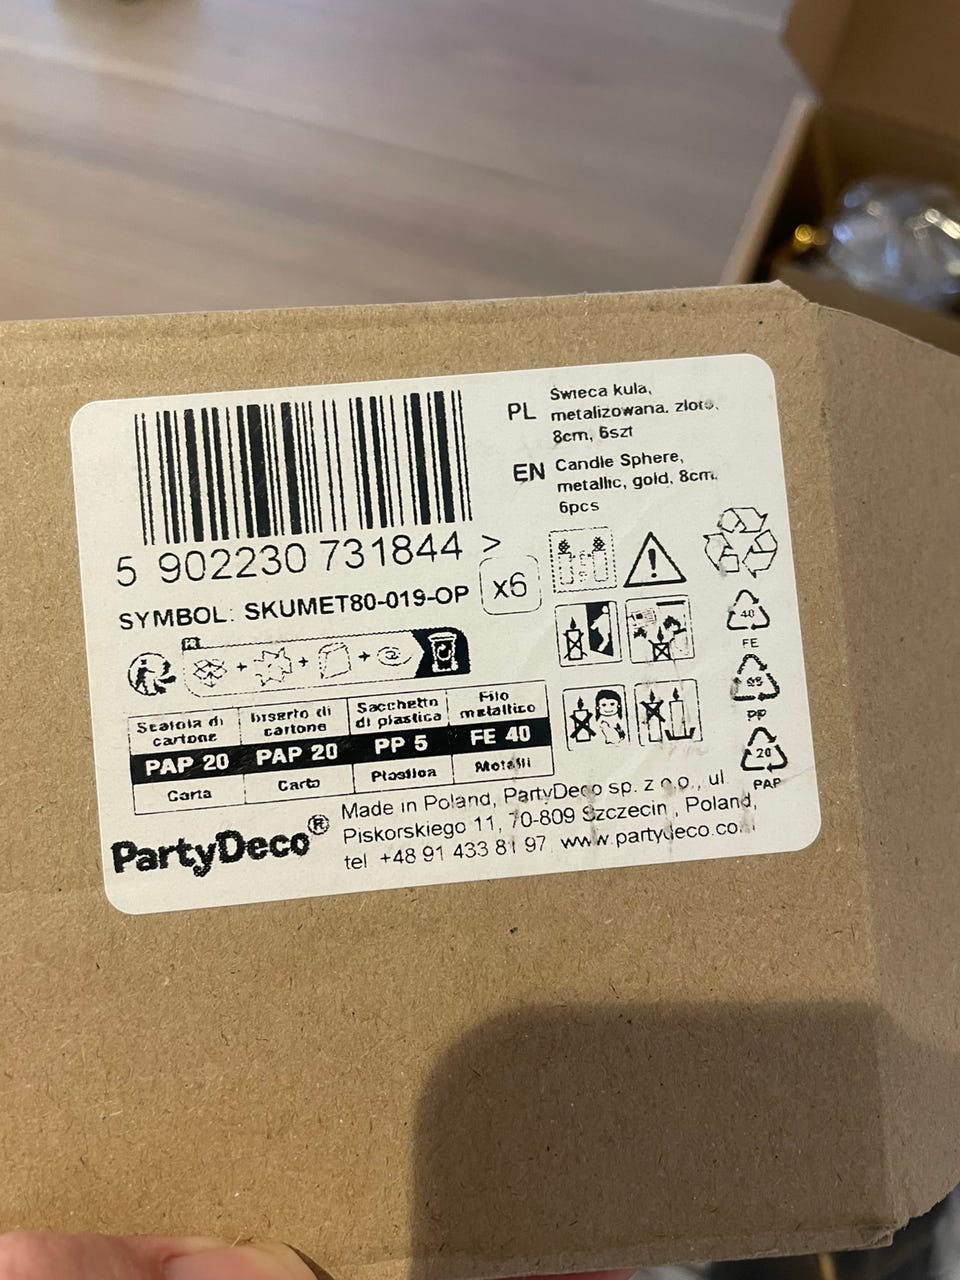 PL
Świeca kula,
metalizowana, złota,
8cm, 6szt
EN
Candle Sphere,
metallic, gold, 8cm,
6pcs
5 902230 731844 >
SYMBOL: SKUMET80-019-OP
x6
FR
+ + +
Scatola di cartone
Inserto di cartone
Sacchetto di plastica
Filo metallico
PAP 20
PAP 20
PP 5
FE 40
Carta
Carta
Plastica
Metalli
40
FE
05
PP
20
PAP
PartyDeco®
Made in Poland, PartyDeco sp. z o.o., ul.
Piskorskiego 11, 70-809 Szczecin, Poland,
tel +48 91 433 81 97, www.partydeco.com